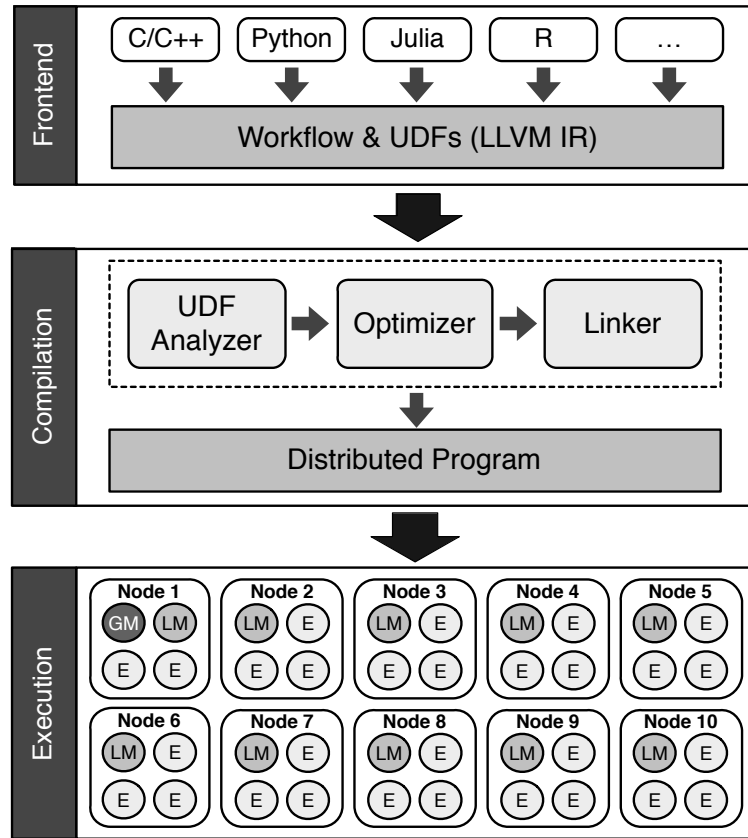 Frontend
C/C++ Python Julia R ...
Workflow & UDFs (LLVM IR)
Compilation
UDF
Analyzer
Optimizer
Linker
Distributed Program
Execution
Node 1 Node 2 Node 3 Node 4 Node 5
GM LM LM E LM E LM E LM E
E E E E E E E E E E
Node 6 Node 7 Node 8 Node 9 Node 10
LM E LM E LM E LM E LM E
E E E E E E E E E E